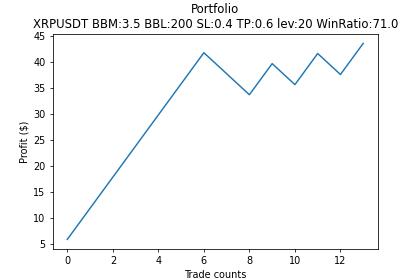 Portfolio
XRPUSDT BBM:3.5 BBL:200 SL:0.4 TP:0.6 lev:20 WinRatio:71.0
45
40
35
30
25
20
15
10
5
Profit ($)
0 2 4 6 8 10 12
Trade counts